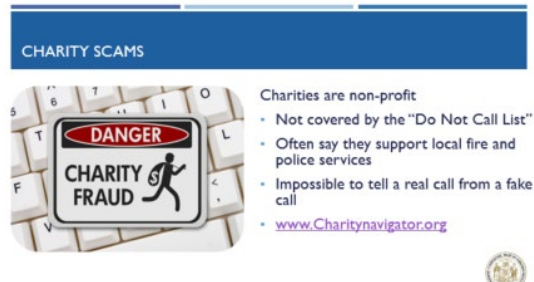 CHARITY SCAMS
DANGER
CHARITY
FRAUD
Charities are non-profit
• Not covered by the “Do Not Call List”
• Often say they support local fire and
police services
• Impossible to tell a real call from a fake
call
• www.Charitynavigator.org